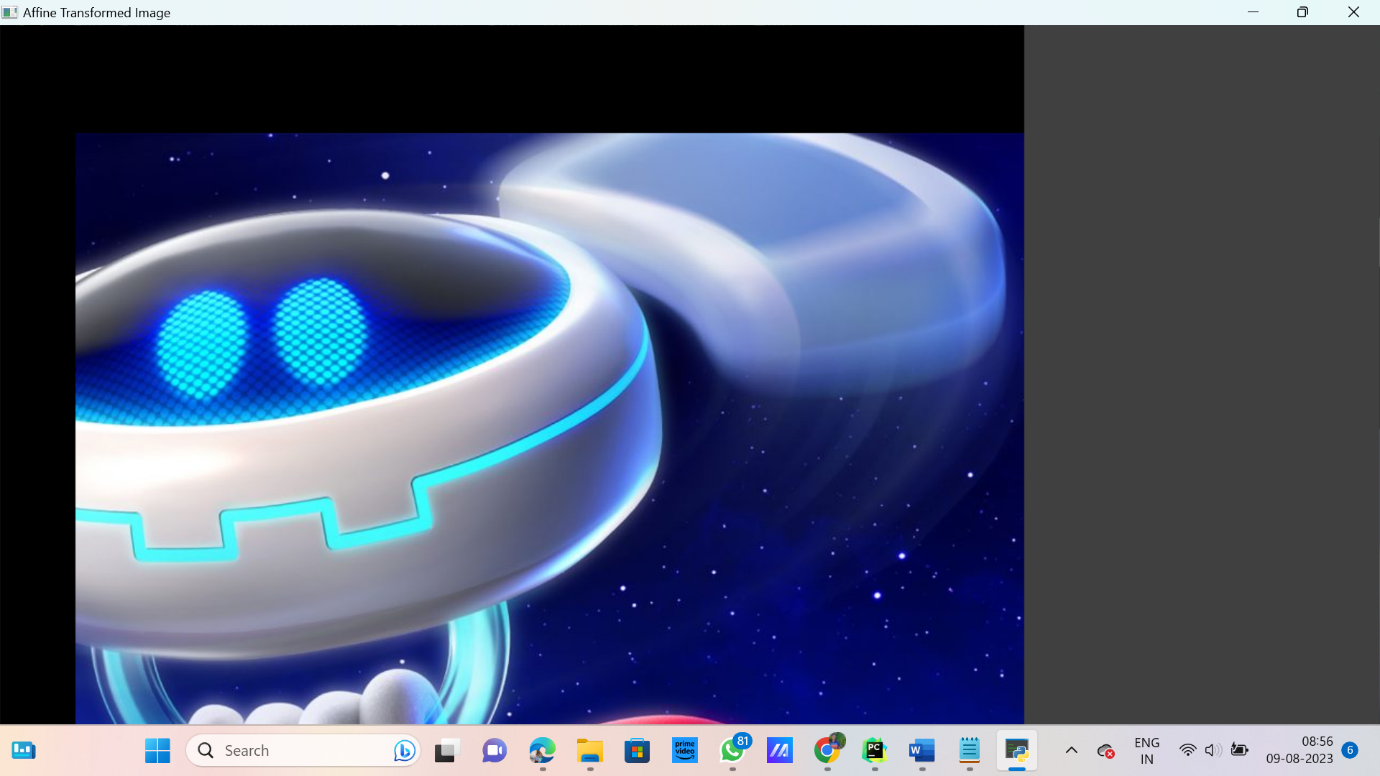 Affine Transformed Image
Search
prime
video
81
PC
W
ENG
IN
08:56
09-08-2023
6